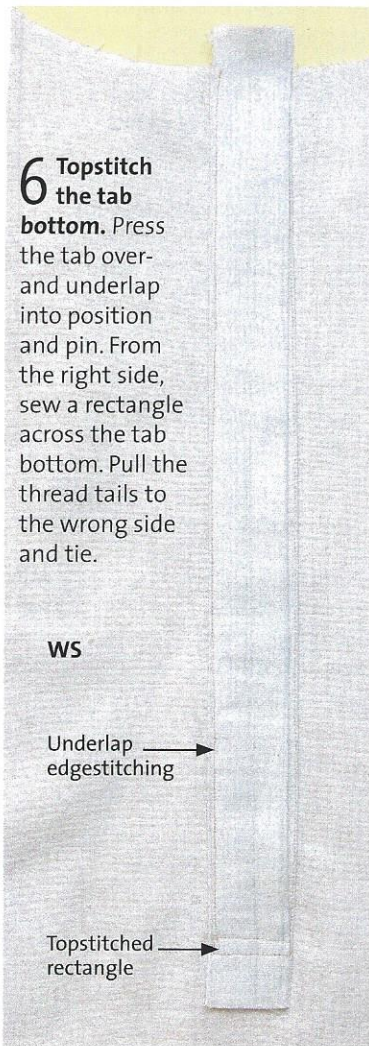 6 Topstitch
the tab
bottom. Press
the tab over-
and underlap
into position
and pin. From
the right side,
sew a rectangle
across the tab
bottom. Pull the
thread tails to
the wrong side
and tie.
WS
Underlap
edgestitching
Topstitched
rectangle